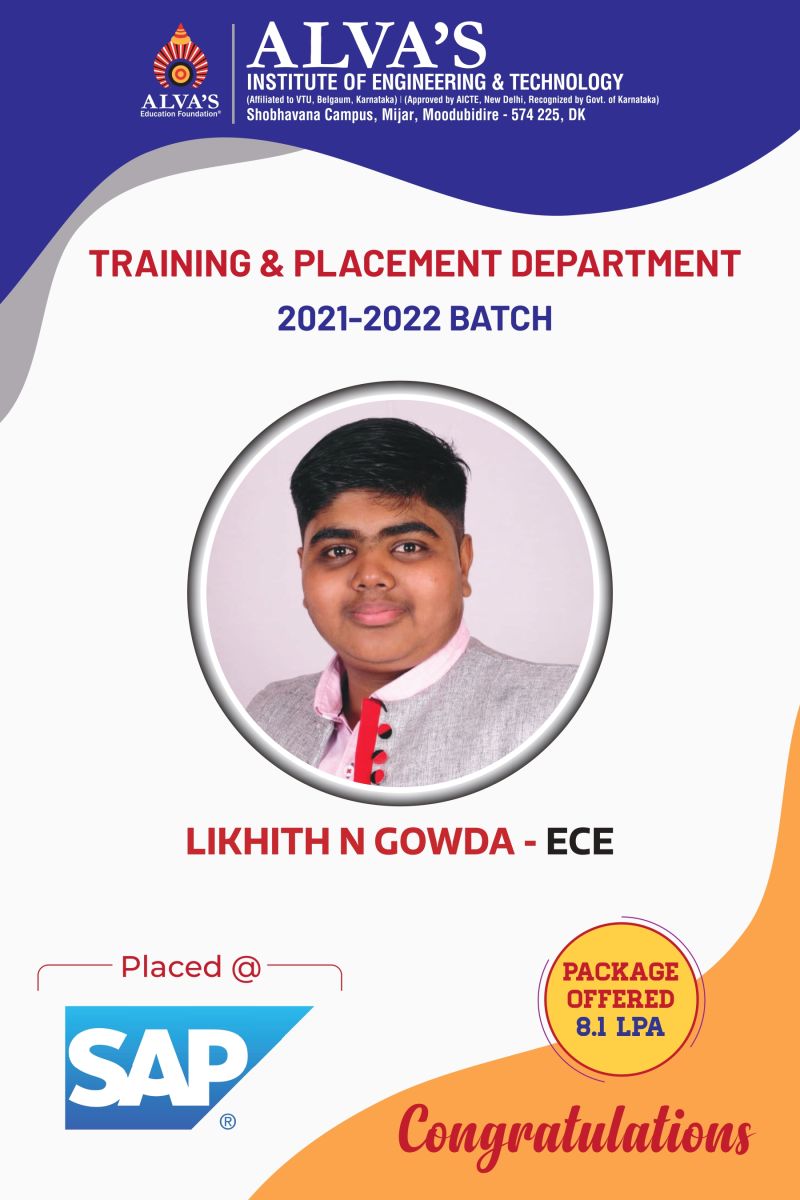 ALVA'S
Education Foundation®
ALVA'S
INSTITUTE OF ENGINEERING & TECHNOLOGY
(Affiliated to VTU, Belgaum, Karnataka) | (Approved by AICTE, New Delhi, Recognized by Govt. of Karnataka)
Shobhavana Campus, Mijar, Moodubidire - 574 225, DK
TRAINING & PLACEMENT DEPARTMENT
2021-2022 BATCH
LIKHITH N GOWDA - ECE
Placed @
SAP
®
PACKAGE
OFFERED
8.1 LPA
Congratulations